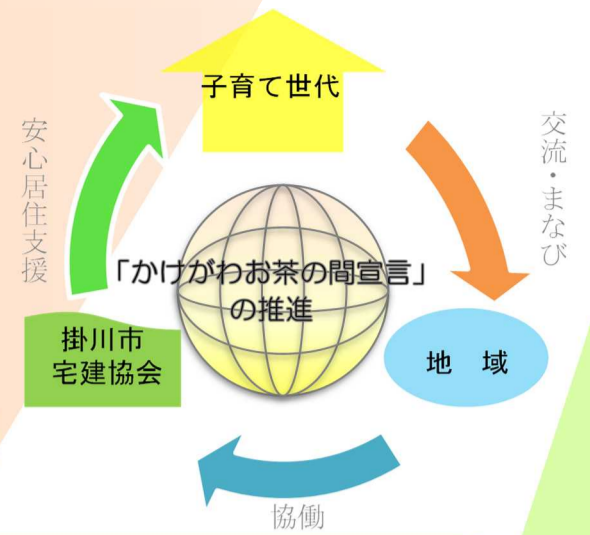 子育て世代
安心居住支援
交流・まなび
「かけがわお茶の間宣言」
の推進
掛川市
宅建協会
地　域
協働